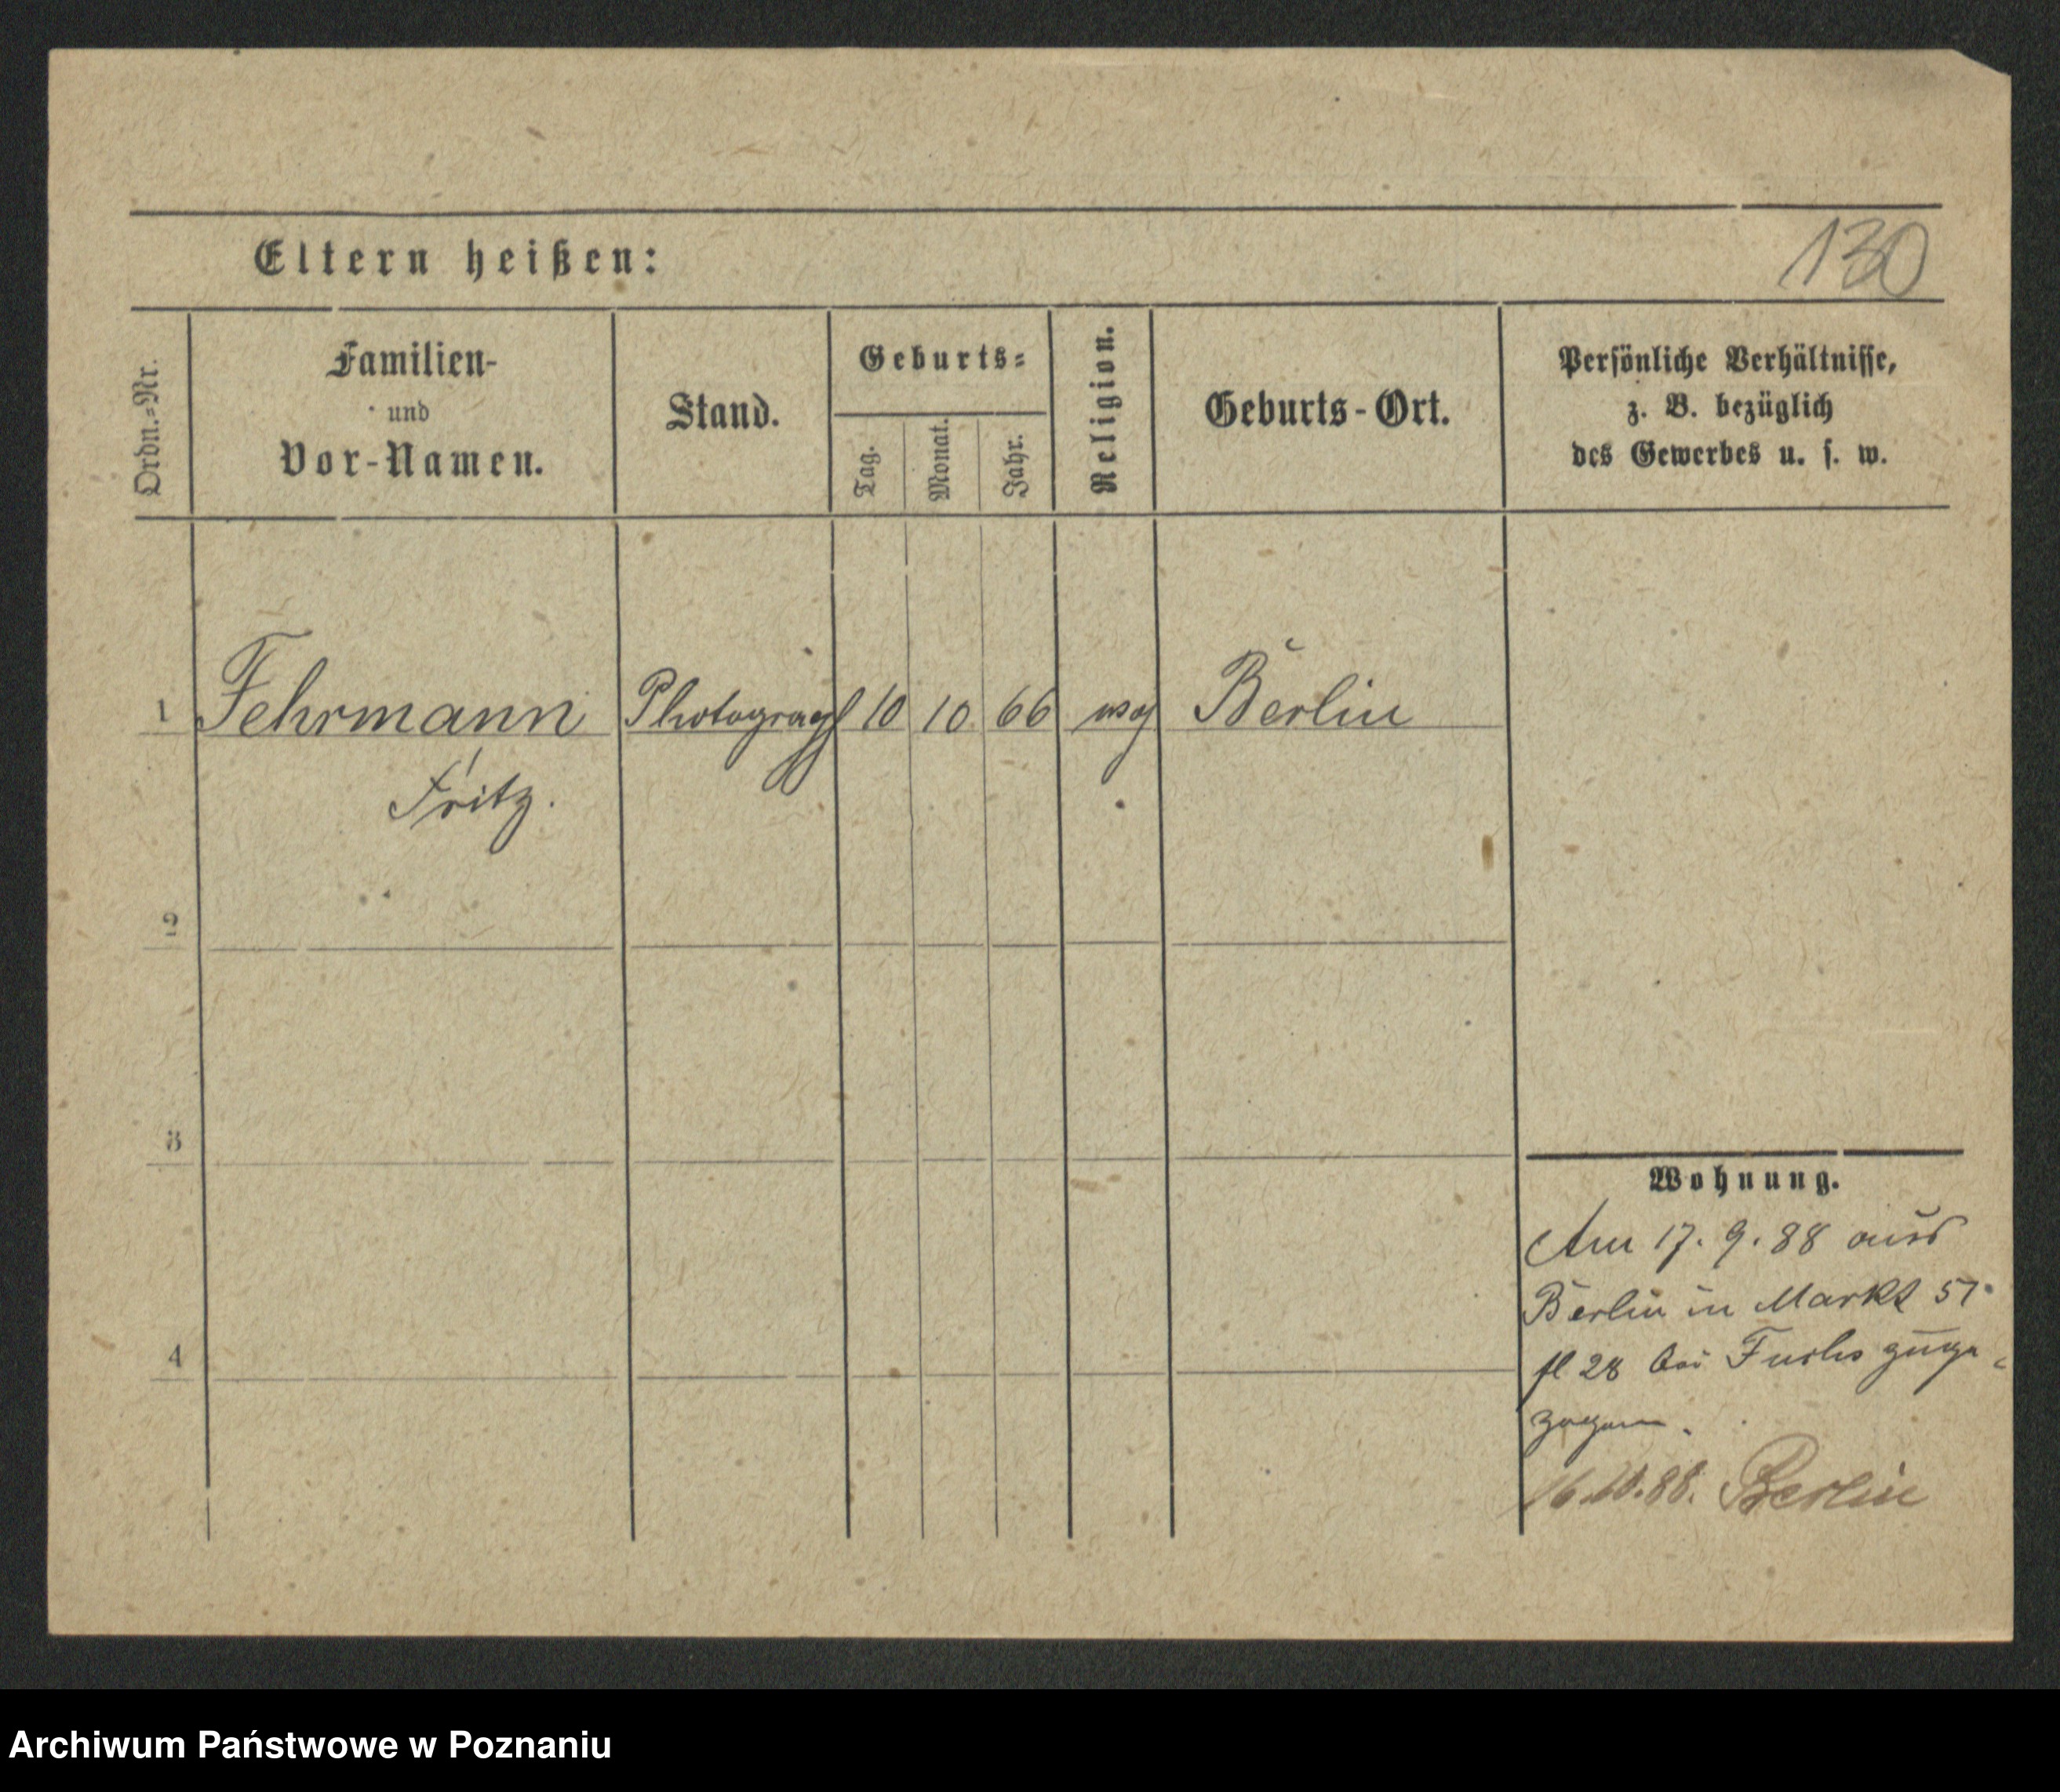 Eltern heißen:
130
Ordn.=Nr.
Familien-
und
Vor-Namen.
Stand.
Geburts=
Tag.
Monat.
Jahr.
Religion.
Geburts-Ort.
Persönliche Verhältnisse,
z. B. bezüglich
des Gewerbes u. s. w.
1 Fehrmann Photograph 10 10 66 Berlin
Fritz.
2
3
4
Wohnung.
Am 17. 9. 88 aus
Berlin in Markt 57
28 bei Fuchs zuge=
zogen.
16.10.88. Berlin
Archiwum Państwowe w Poznaniu